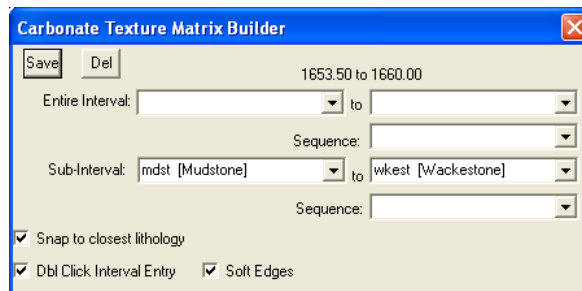 Carbonate Texture Matrix Builder
Save Del
1653.50 to 1660.00
Entire Interval: to
Sequence:
Sub-Interval: mdst [Mudstone] to wkest [Wackestone]
Sequence:
Snap to closest lithology
Dbl Click Interval Entry Soft Edges